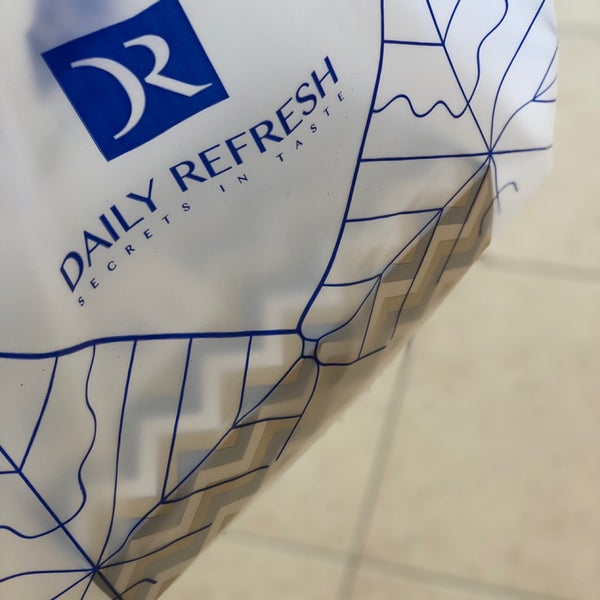 DR
DAILY REFRESH
SECRETS IN TASTE